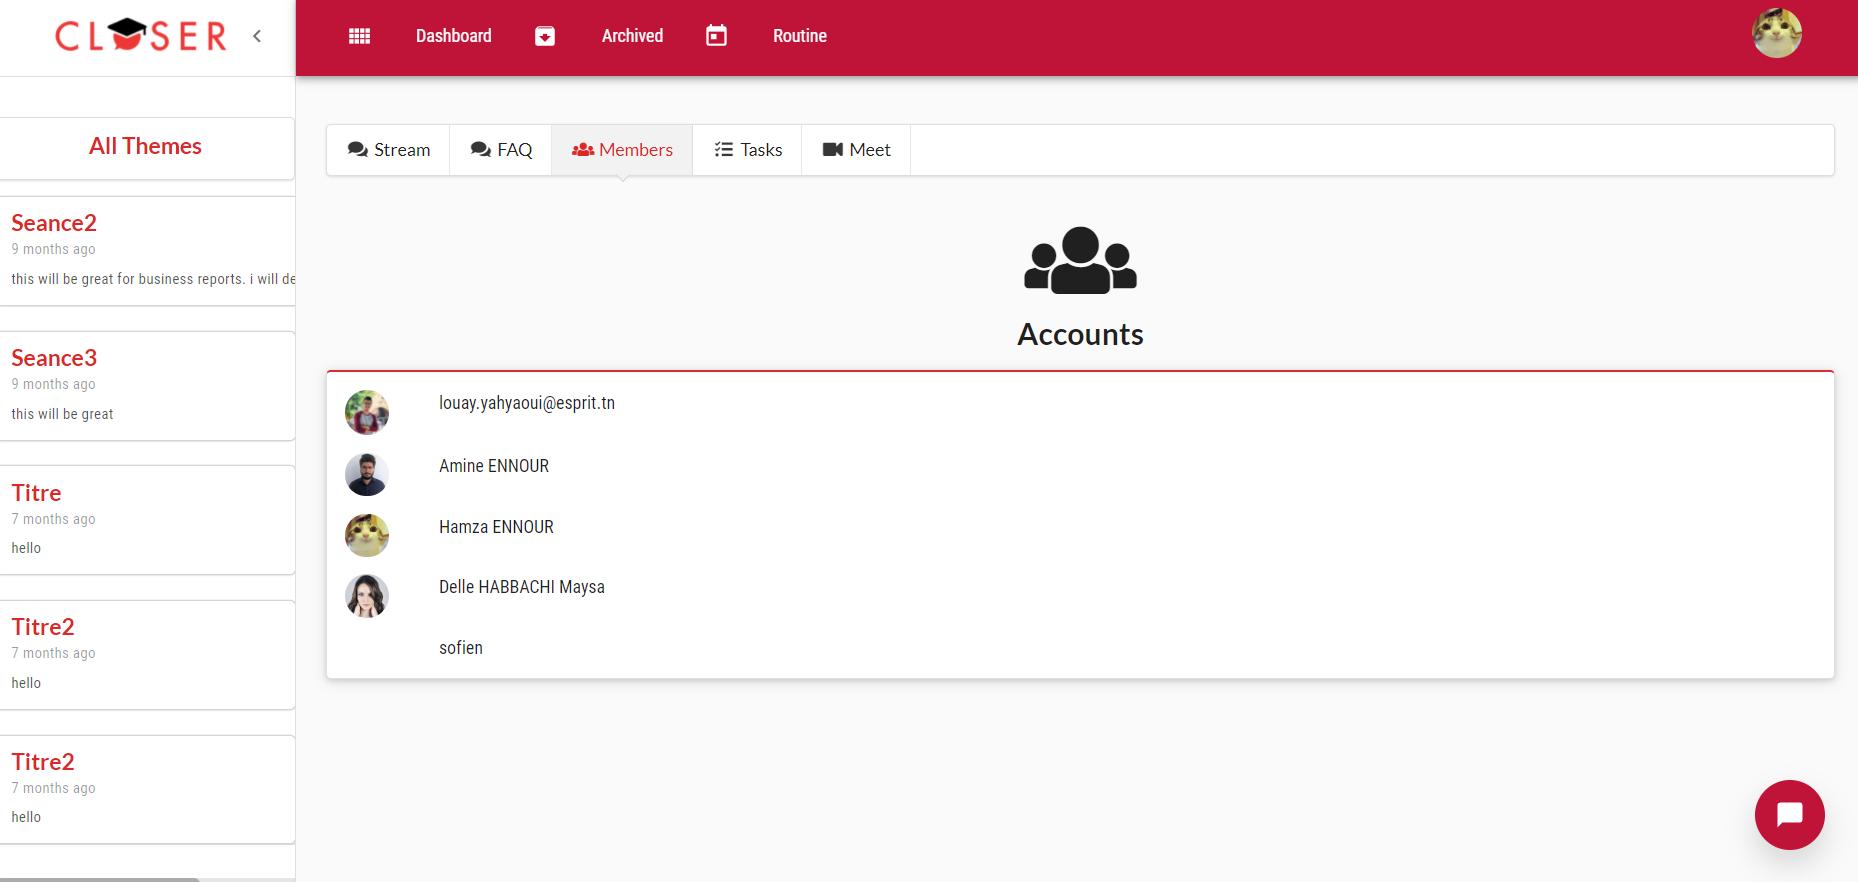 CLOSER
Dashboard
Archived
Routine
All Themes
Seance2
9 months ago
this will be great for business reports. i will de
Seance3
9 months ago
this will be great
Titre
7 months ago
hello
Titre2
7 months ago
hello
Titre2
7 months ago
hello
Stream
FAQ
Members
Tasks
Meet
Accounts
louay.yahyaoui@esprit.tn
Amine ENNOUR
Hamza ENNOUR
Delle HABBACHI Maysa
sofien